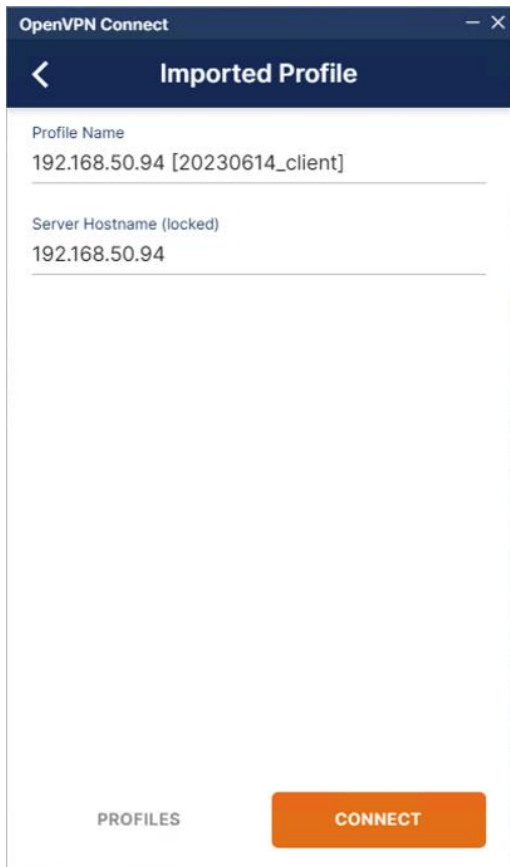 OpenVPN Connect
Imported Profile
Profile Name
192.168.50.94 [20230614_client]
Server Hostname (locked)
192.168.50.94
PROFILES
CONNECT